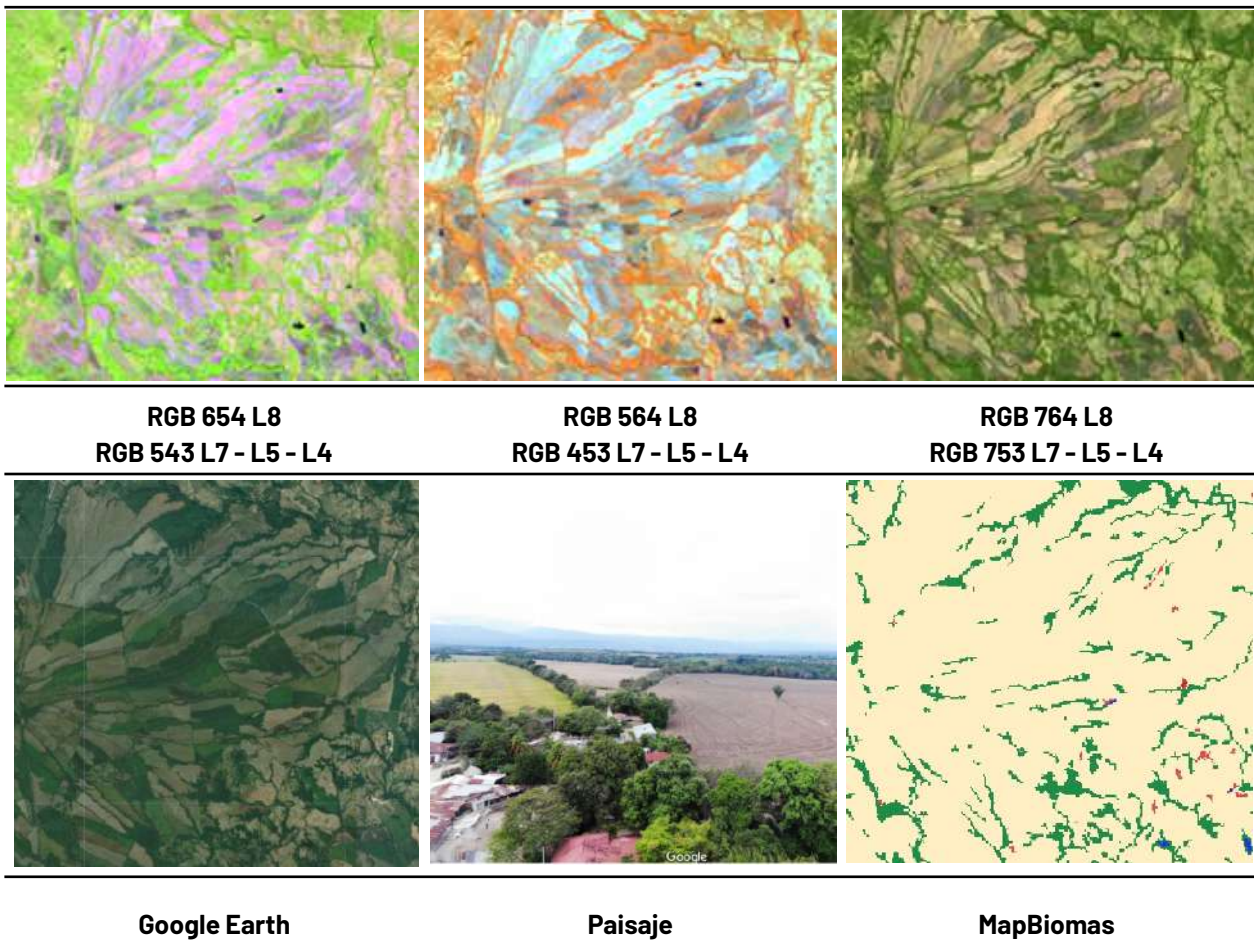 RGB 654 L8
RGB 543 L7 - L5 - L4
RGB 564 L8
RGB 453 L7 - L5 - L4
RGB 764 L8
RGB 753 L7 - L5 - L4
Google
Google Earth
Paisaje
MapBiomas